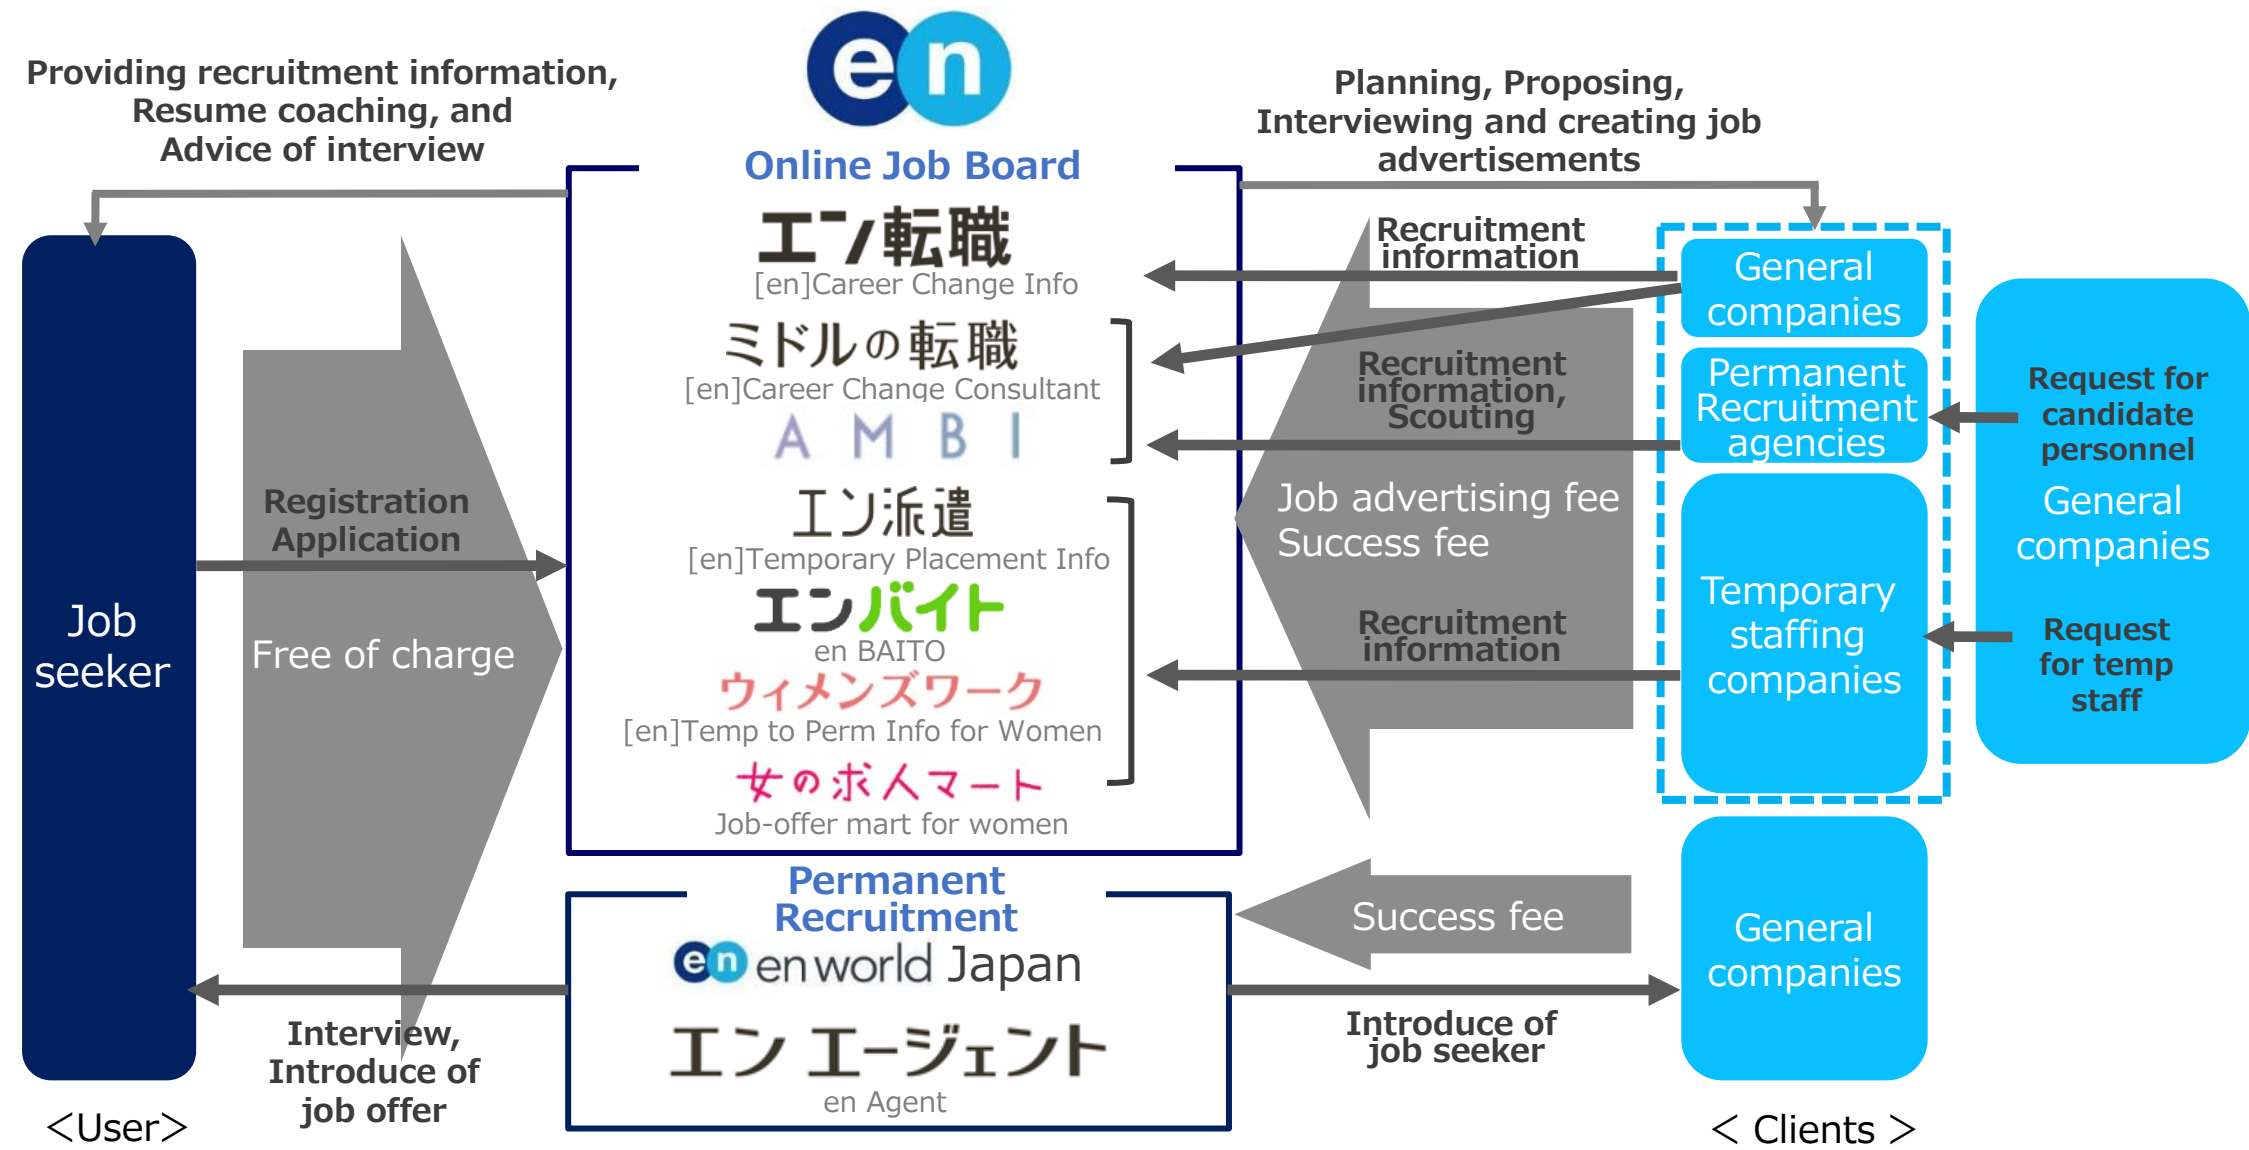 en
Providing recruitment information,
Resume coaching, and
Advice of interview
Planning, Proposing,
Interviewing and creating job
advertisements
Online Job Board
エン転職
[en]Career Change Info
ミドルの転職
[en]Career Change Consultant
AMBI
エン派遣
[en]Temporary Placement Info
エンバイト
en BAITO
ウィメンズワーク
[en]Temp to Perm Info for Women
女の求人マート
Job-offer mart for women
Permanent
Recruitment
en en world Japan
エン エージェント
en Agent
Job
seeker
Registration
Application
Free of charge
Interview,
Introduce of
job offer
<User>
Recruitment
information
Recruitment
information,
Scouting
Job advertising fee
Success fee
Recruitment
information
Success fee
Introduce of
job seeker
General
companies
Permanent
Recruitment
agencies
Temporary
staffing
companies
Request for
candidate
personnel
General
companies
Request
for temp
staff
General
companies
< Clients >